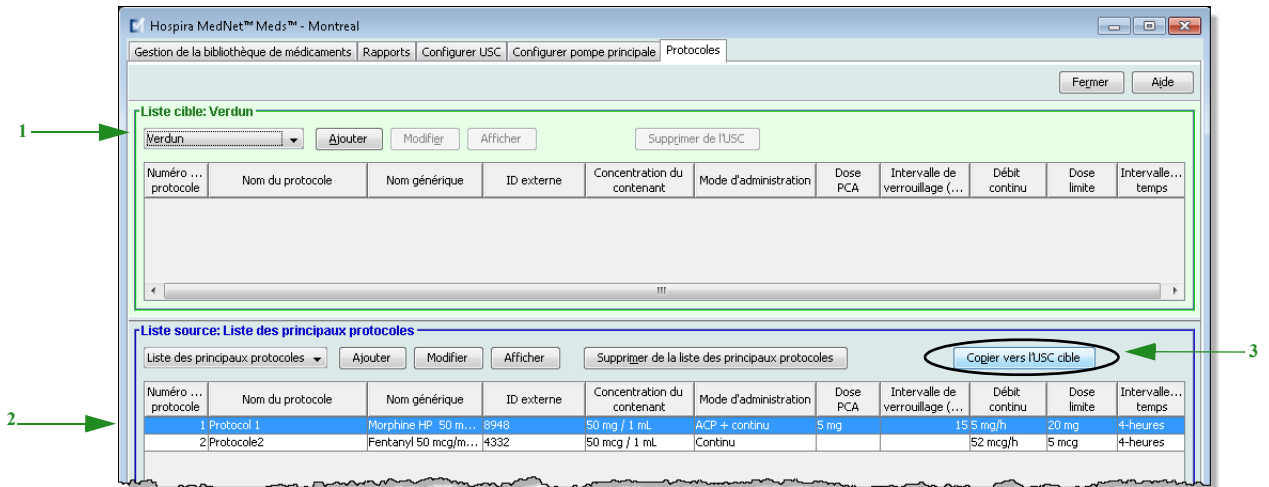 Hospira MedNet™ Meds™ - Montreal
Gestion de la bibliothèque de médicaments Rapports Configurer USC Configurer pompe principale Protocoles
Fermer Aide
Liste cible: Verdun
1
Verdun Ajouter Modifier Afficher Supprimer de l'USC
Numéro ... protocole Nom du protocole Nom générique ID externe Concentration du contenant Mode d'administration Dose PCA Intervalle de verrouillage (... Débit continu Dose limite Intervalle... temps
Liste source: Liste des principaux protocoles
Liste des principaux protocoles Ajouter Modifier Afficher Supprimer de la liste des principaux protocoles Copier vers l'USC cible
3
Numéro ... protocole Nom du protocole Nom générique ID externe Concentration du contenant Mode d'administration Dose PCA Intervalle de verrouillage (... Débit continu Dose limite Intervalle... temps
2
1 Protocol 1 Morphine HP 50 m... 8948 50 mg / 1 mL ACP + continu 5 mg 15 5 mg/h 20 mg 4-heures
2 Protocole2 Fentanyl 50 mcg/m... 4332 50 mcg / 1 mL Continu 52 mcg/h 5 mcg 4-heures